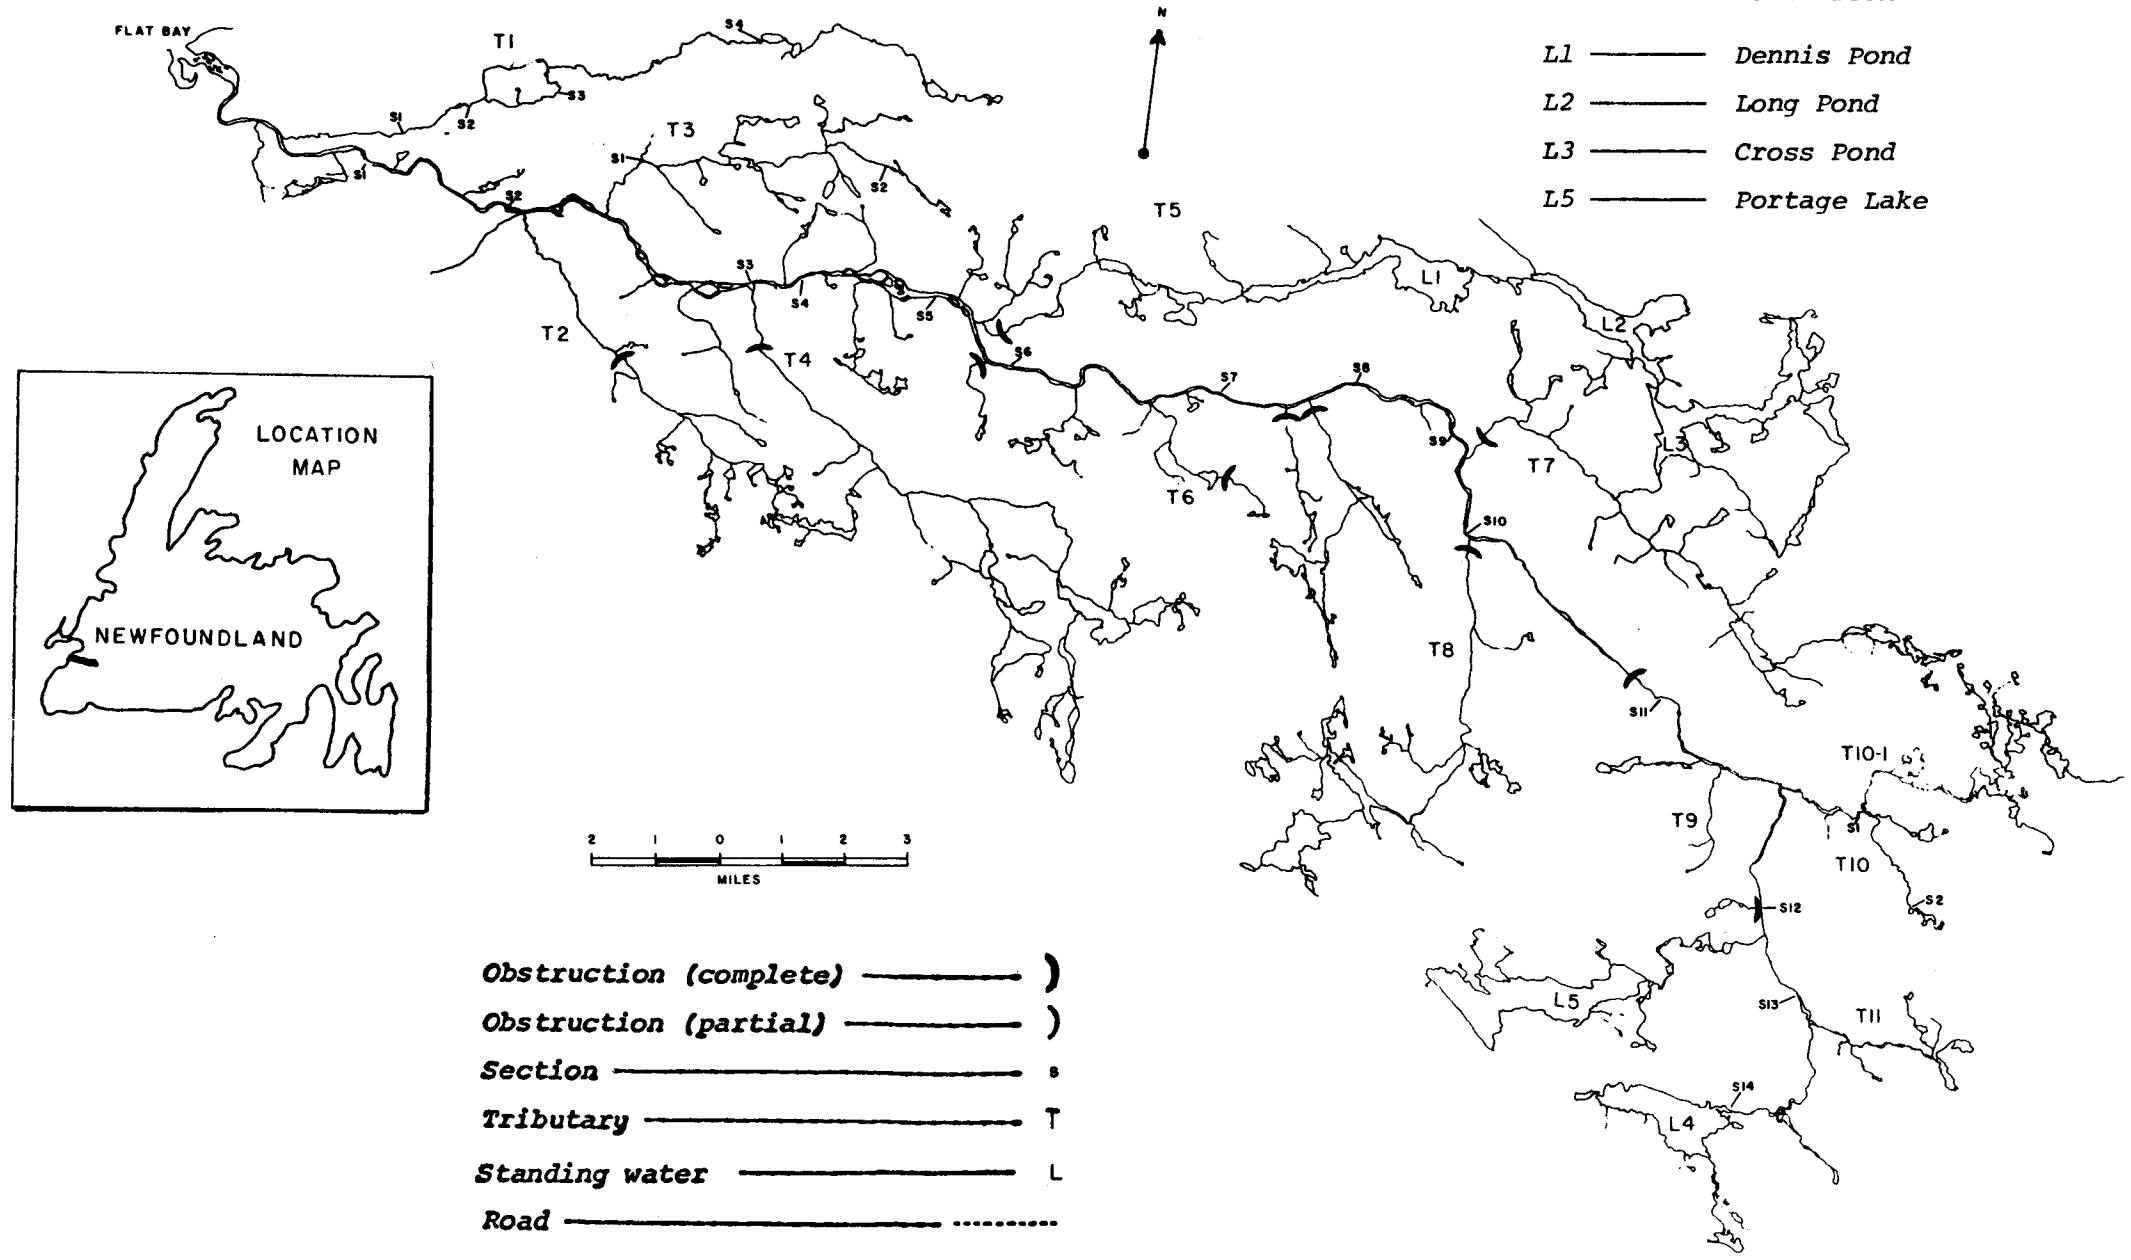 FLAT BAY
T1
S4
N
L1 Dennis Pond
L2 Long Pond
L3 Cross Pond
L5 Portage Lake
S1
S2
S3
T3
S1
S2
S1
S2
T5
S3
S4
S5
L1
L2
T2
T4
S6
S7
S8
S9
L3
T7
T6
S10
T8
S11
LOCATION
MAP
NEWFOUNDLAND
T10-1
T9
S1
T10
S2
2 1 0 1 2 3
MILES
S12
S13
T11
L5
S14
L4
Obstruction (complete) )
Obstruction (partial) )
Section s
Tributary T
Standing water L
Road